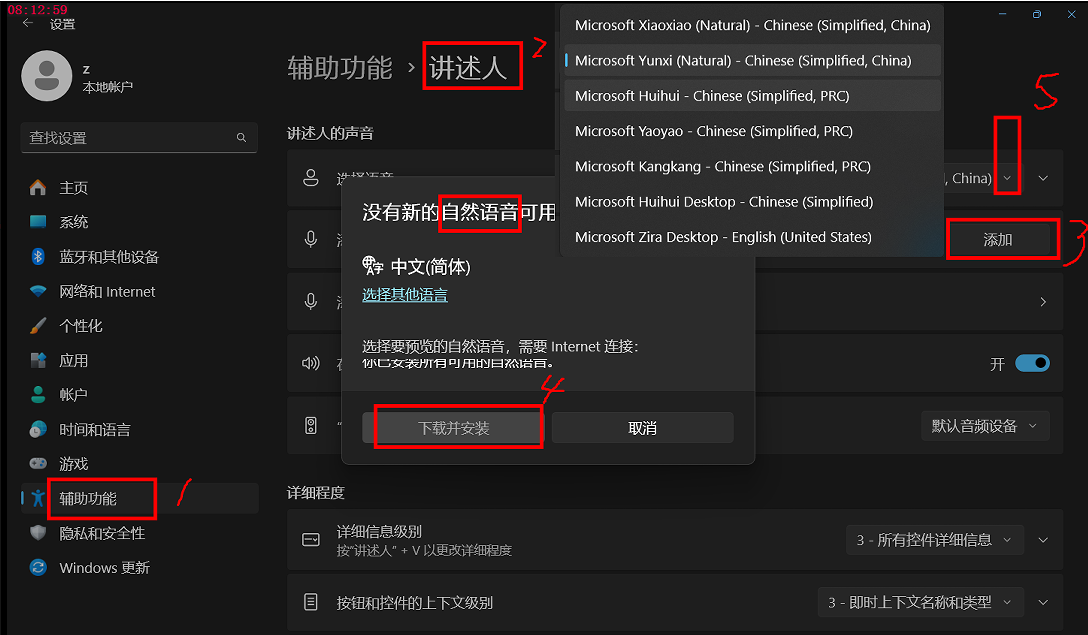 08:12:59
设置
z
本地帐户
查找设置
主页
系统
蓝牙和其他设备
网络和 Internet
个性化
应用
帐户
时间和语言
游戏
辅助功能
1
隐私和安全性
Windows 更新
辅助功能 › 讲述人
2
讲述人的声音
选择语音
Microsoft Xiaoxiao (Natural) - Chinese (Simplified, China)
Microsoft Yunxi (Natural) - Chinese (Simplified, China)
Microsoft Huihui - Chinese (Simplified, PRC)
Microsoft Yaoyao - Chinese (Simplified, PRC)
Microsoft Kangkang - Chinese (Simplified, PRC)
Microsoft Huihui Desktop - Chinese (Simplified)
Microsoft Zira Desktop - English (United States)
5
, China)
添加
3
没有新的自然语音可用
中文(简体)
选择其他语言
选择要预览的自然语音，需要 Internet 连接:
你已安装所有可用的自然语音。
4
下载并安装
取消
开
默认音频设备
详细程度
详细信息级别
按“讲述人” + V 以更改详细程度
3 - 所有控件详细信息
按钮和控件的上下文级别
3 - 即时上下文名称和类型